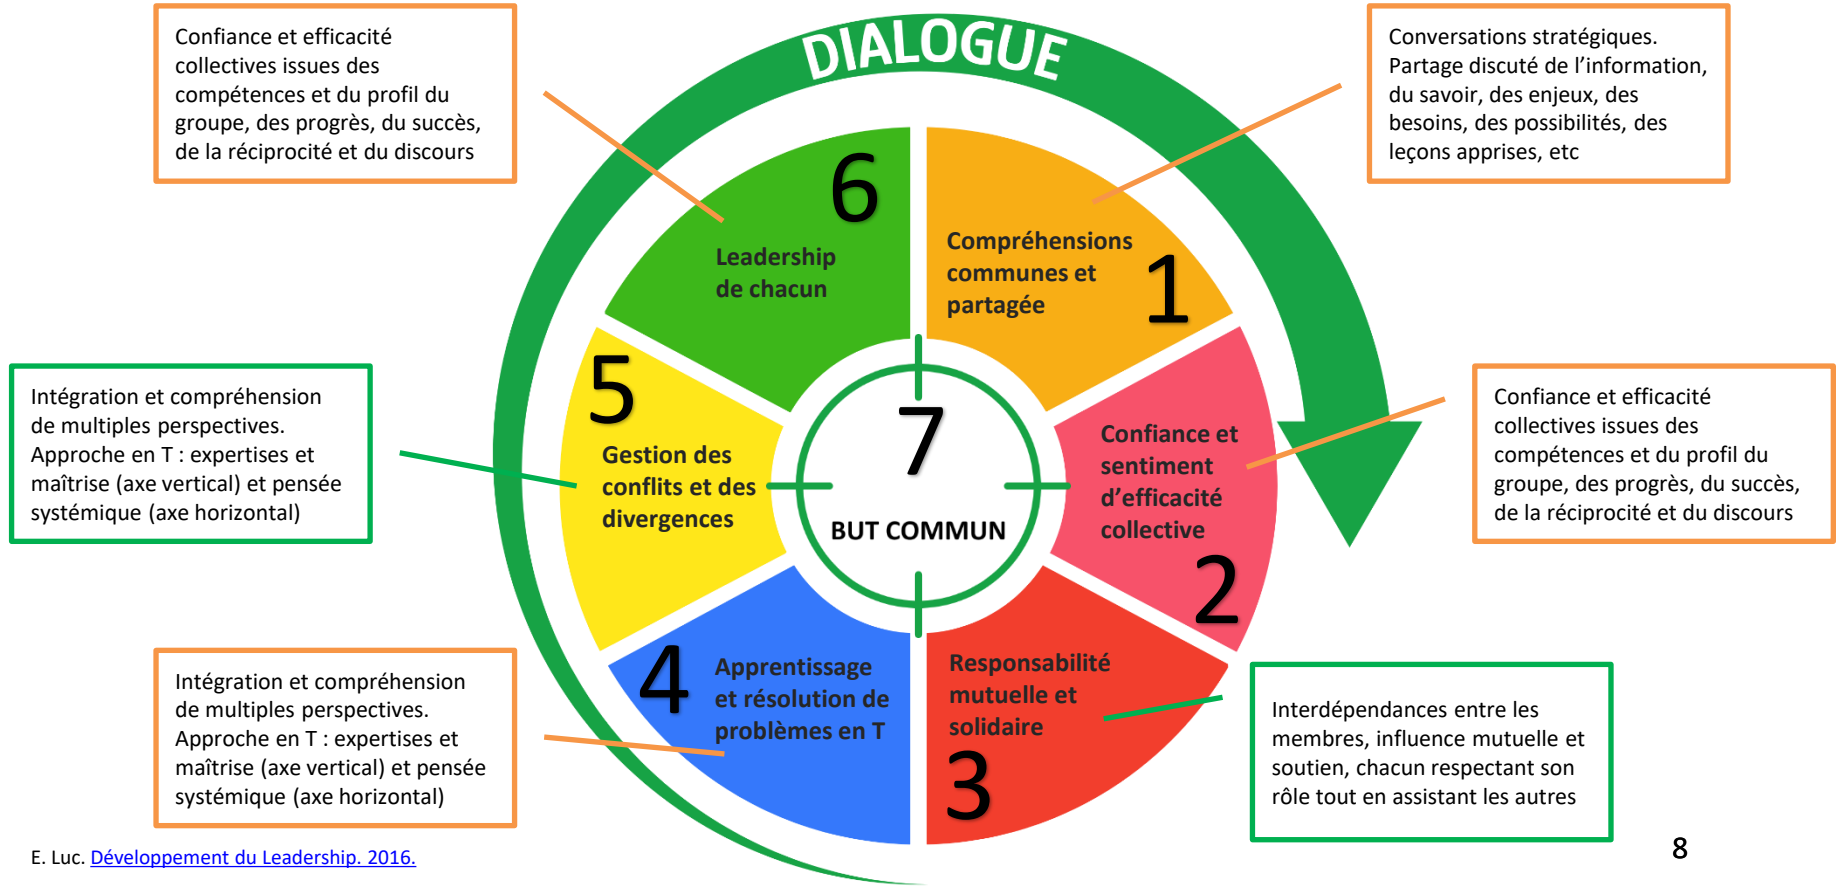 DIALOGUE
Confiance et efficacité
collectives issues des
compétences et du profil du
groupe, des progrès, du succès,
de la réciprocité et du discours
Conversations stratégiques.
Partage discuté de l’information,
du savoir, des enjeux, des
besoins, des possibilités, des
leçons apprises, etc
6
Leadership
de chacun
Compréhensions
communes et
partagée
1
Intégration et compréhension
de multiples perspectives.
Approche en T : expertises et
maîtrise (axe vertical) et pensée
systémique (axe horizontal)
5
Gestion des
conflits et des
divergences
7
BUT COMMUN
Confiance et
sentiment
d’efficacité
collective
2
Confiance et efficacité
collectives issues des
compétences et du profil du
groupe, des progrès, du succès,
de la réciprocité et du discours
Intégration et compréhension
de multiples perspectives.
Approche en T : expertises et
maîtrise (axe vertical) et pensée
systémique (axe horizontal)
4
Apprentissage
et résolution de
problèmes en T
Responsabilité
mutuelle et
solidaire
3
Interdépendances entre les
membres, influence mutuelle et
soutien, chacun respectant son
rôle tout en assistant les autres
E. Luc. Développement du Leadership. 2016.
8